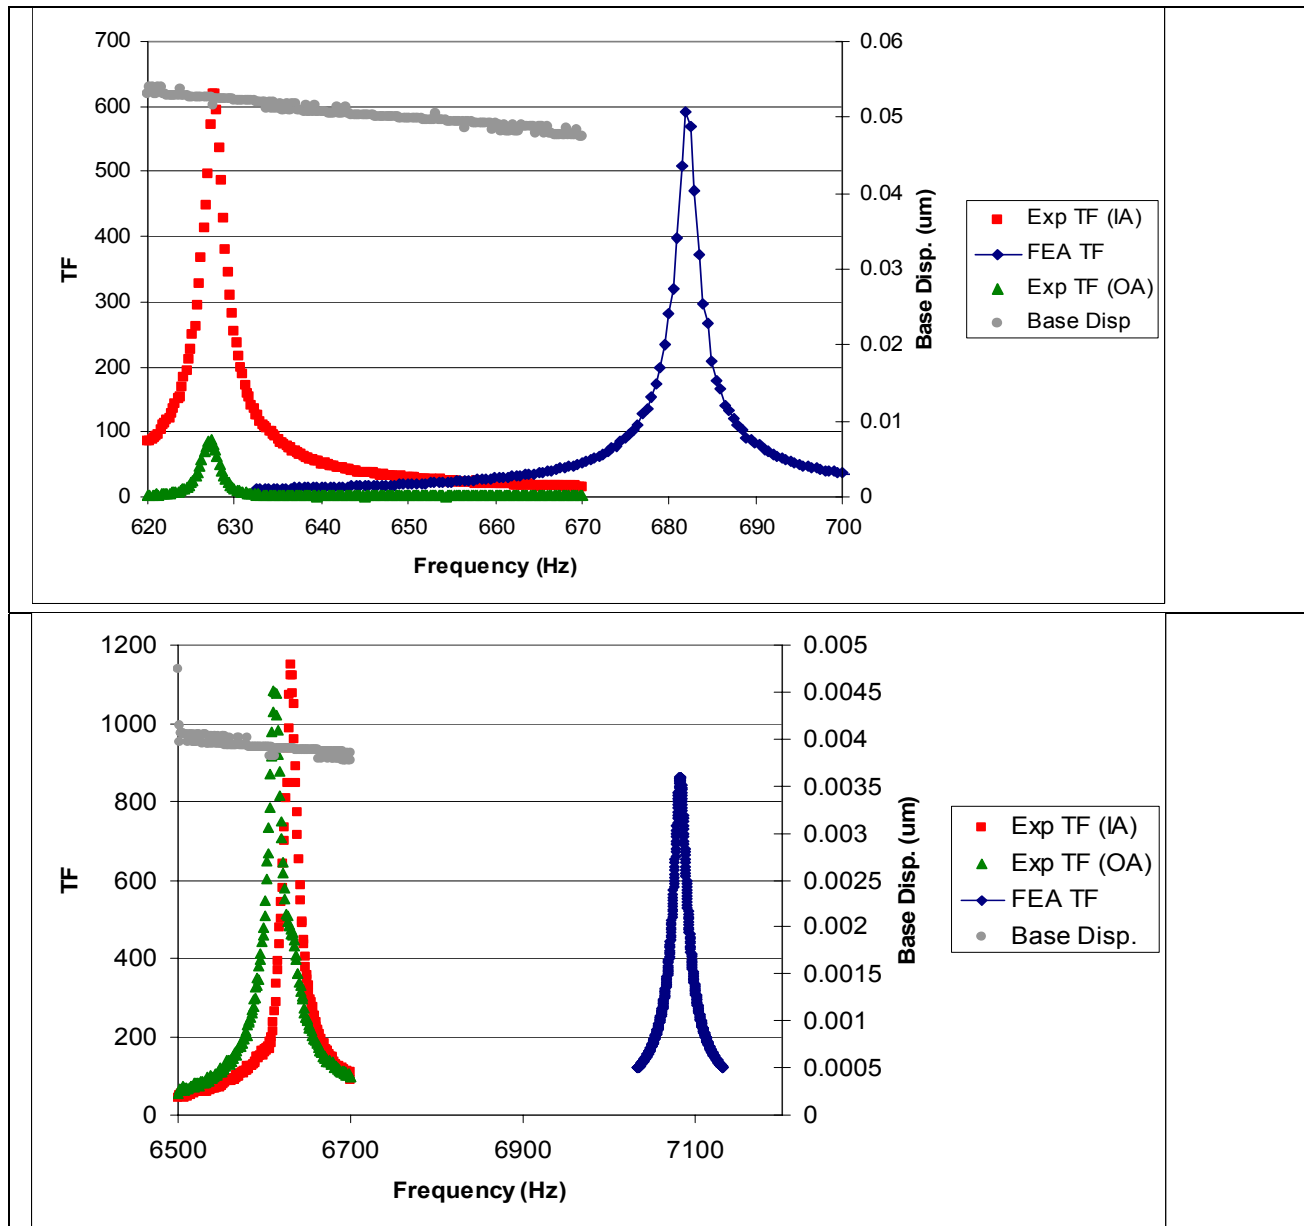 700
600
500
400
300
200
100
0
TF
0.06
0.05
0.04
0.03
0.02
0.01
0
Base Disp. (um)
620 630 640 650 660 670 680 690 700
Frequency (Hz)
Exp TF (IA)
FEA TF
Exp TF (OA)
Base Disp
1200
1000
800
600
400
200
0
TF
0.005
0.0045
0.004
0.0035
0.003
0.0025
0.002
0.0015
0.001
0.0005
0
Base Disp. (um)
6500 6700 6900 7100
Frequency (Hz)
Exp TF (IA)
Exp TF (OA)
FEA TF
Base Disp.